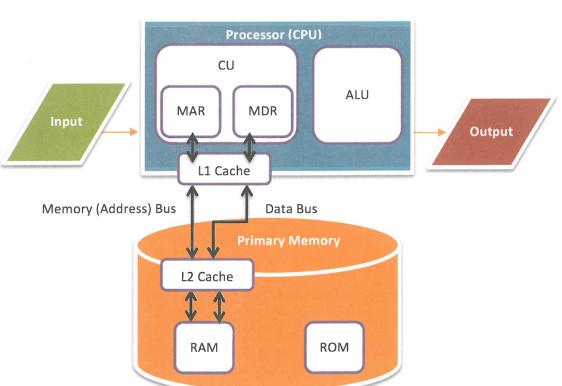 Processor (CPU)
CU
MAR
MDR
ALU
Input
Output
L1 Cache
Memory (Address) Bus
Data Bus
Primary Memory
L2 Cache
RAM
ROM